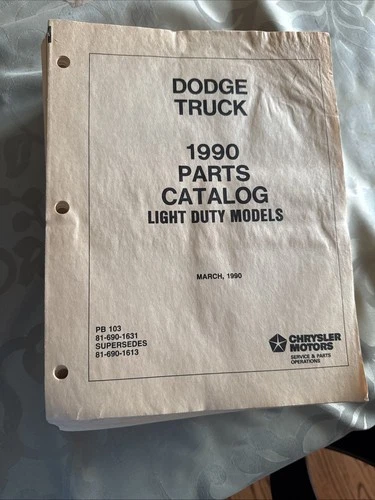 DODGE
TRUCK
1990
PARTS
CATALOG
LIGHT DUTY MODELS
MARCH, 1990
PB 103
81-690-1631
SUPERSEDES
81-690-1613
CHRYSLER
MOTORS
SERVICE & PARTS
OPERATIONS